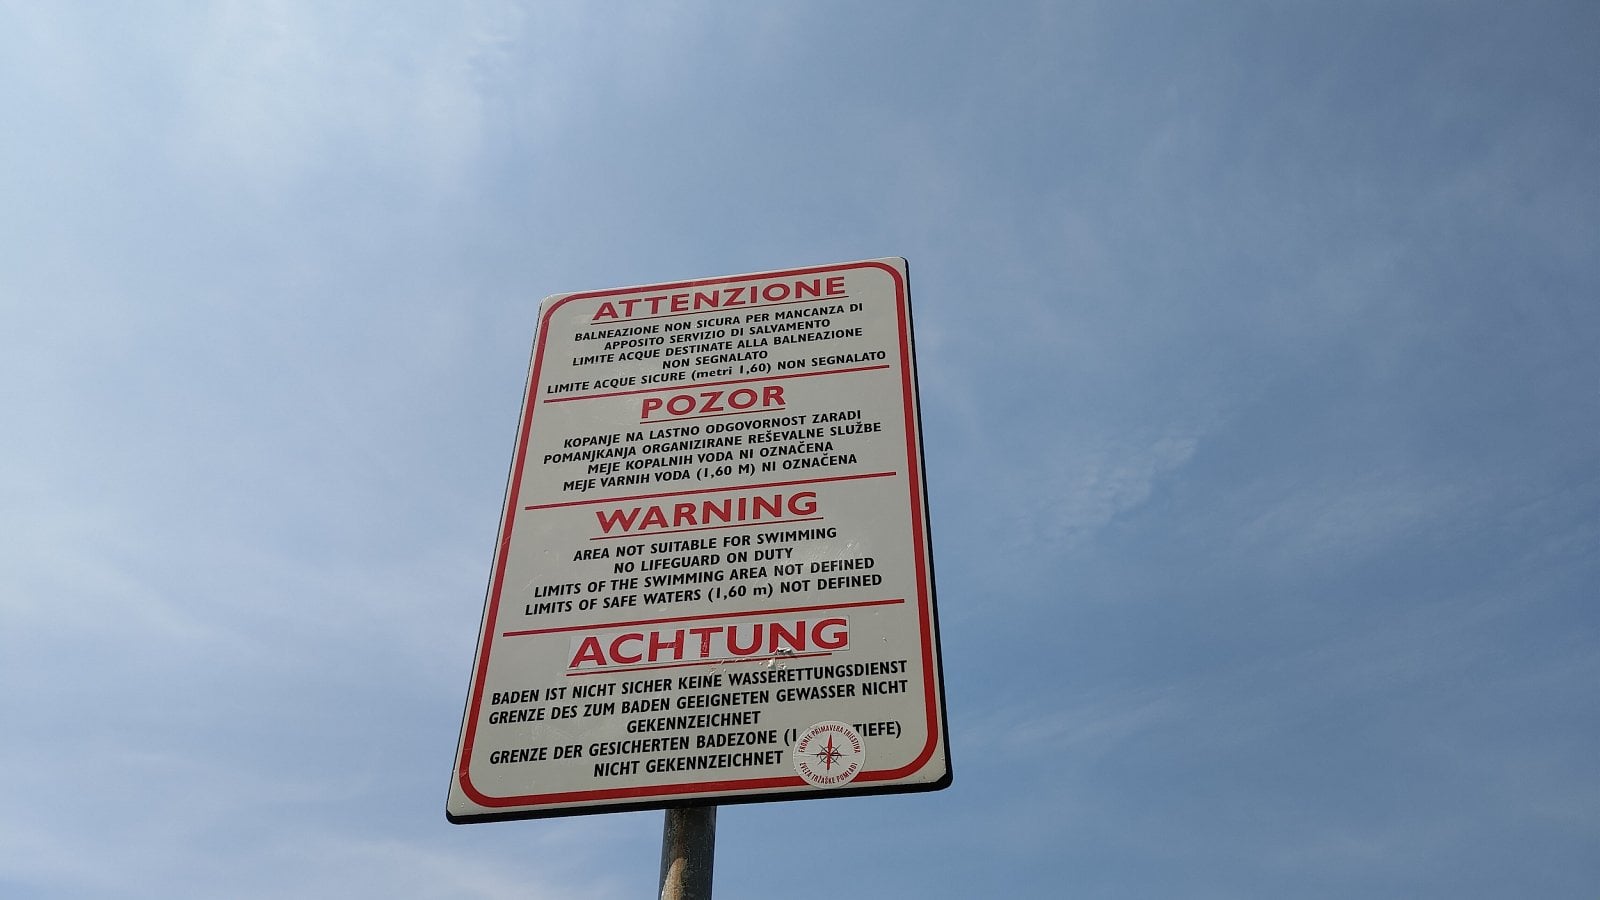 ATTENZIONE
BALNEAZIONE NON SICURA PER MANCANZA DI
APPOSITO SERVIZIO DI SALVAMENTO
LIMITE ACQUE DESTINATE ALLA BALNEAZIONE
NON SEGNALATO
LIMITE ACQUE SICURE (metri 1,60) NON SEGNALATO
POZOR
KOPANJE NA LASTNO ODGOVORNOST ZARADI
POMANJKANJA ORGANIZIRANE REŠEVALNE SLUŽBE
MEJE KOPALNIH VODA NI OZNAČENA
MEJE VARNIH VODA (1,60 M) NI OZNAČENA
WARNING
AREA NOT SUITABLE FOR SWIMMING
NO LIFEGUARD ON DUTY
LIMITS OF THE SWIMMING AREA NOT DEFINED
LIMITS OF SAFE WATERS (1,60 m) NOT DEFINED
ACHTUNG
BADEN IST NICHT SICHER KEINE WASSERETTUNGSDIENST
GRENZE DES ZUM BADEN GEEIGNETEN GEWASSER NICHT
GEKENNZEICHNET
GRENZE DER GESICHERTEN BADEZONE (1 TIEFE)
NICHT GEKENNZEICHNET
FRONTE PRIMAVERA TRIESTINA
ZVEZA TRŽAŠKE POMLADI